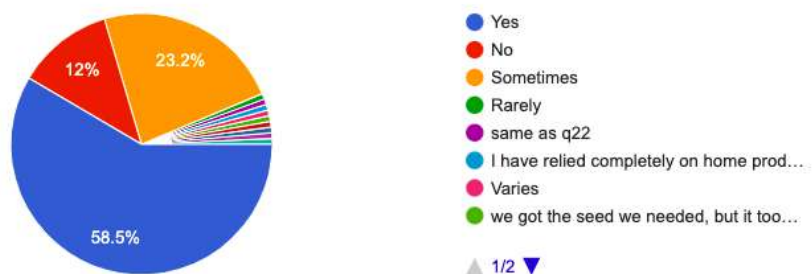 23.2%
12%
58.5%
Yes
No
Sometimes
Rarely
same as q22
I have relied completely on home prod…
Varies
we got the seed we needed, but it too…
1/2